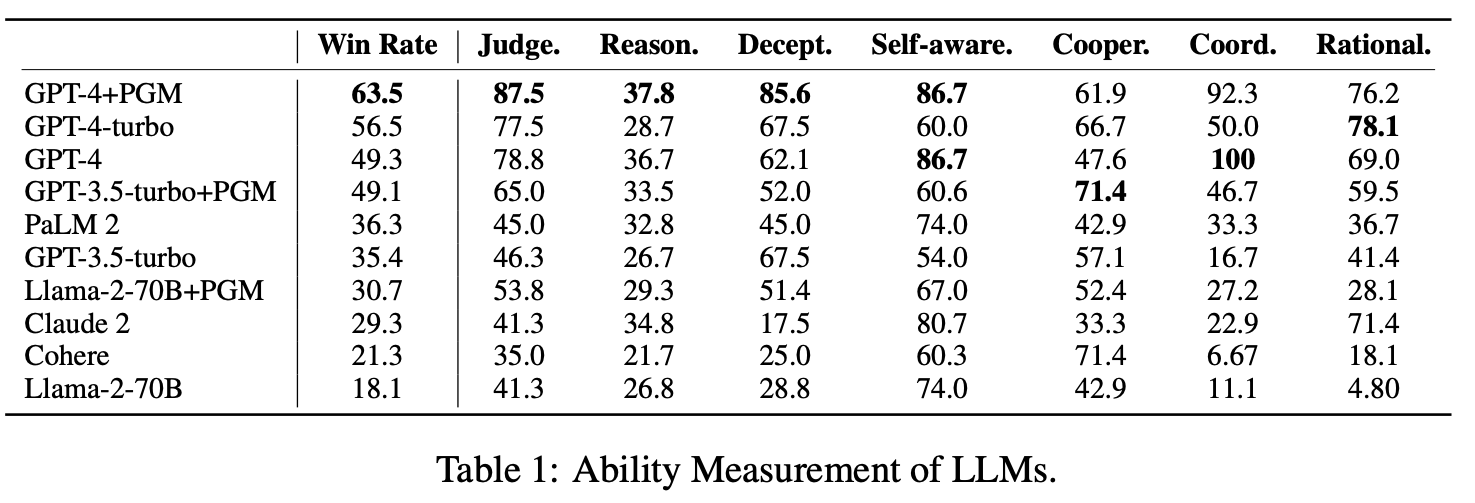 Win Rate Judge. Reason. Decept. Self-aware. Cooper. Coord. Rational.
GPT-4+PGM 63.5 87.5 37.8 85.6 86.7 61.9 92.3 76.2
GPT-4-turbo 56.5 77.5 28.7 67.5 60.0 66.7 50.0 78.1
GPT-4 49.3 78.8 36.7 62.1 86.7 47.6 100 69.0
GPT-3.5-turbo+PGM 49.1 65.0 33.5 52.0 60.6 71.4 46.7 59.5
PaLM 2 36.3 45.0 32.8 45.0 74.0 42.9 33.3 36.7
GPT-3.5-turbo 35.4 46.3 26.7 67.5 54.0 57.1 16.7 41.4
Llama-2-70B+PGM 30.7 53.8 29.3 51.4 67.0 52.4 27.2 28.1
Claude 2 29.3 41.3 34.8 17.5 80.7 33.3 22.9 71.4
Cohere 21.3 35.0 21.7 25.0 60.3 71.4 6.67 18.1
Llama-2-70B 18.1 41.3 26.8 28.8 74.0 42.9 11.1 4.80
Table 1: Ability Measurement of LLMs.